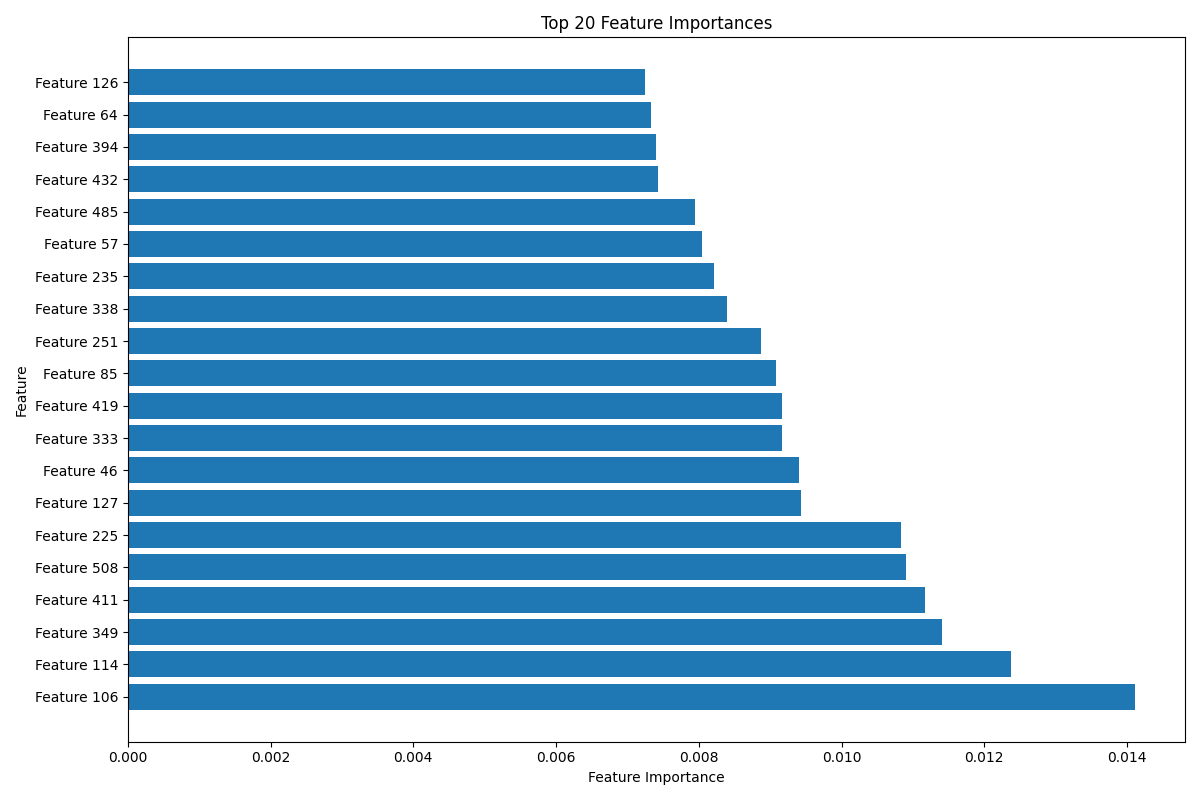 Top 20 Feature Importances
Feature 126
Feature 64
Feature 394
Feature 432
Feature 485
Feature 57
Feature 235
Feature 338
Feature 251
Feature 85
Feature 419
Feature 333
Feature 46
Feature 127
Feature 225
Feature 508
Feature 411
Feature 349
Feature 114
Feature 106
Feature
0.000 0.002 0.004 0.006 0.008 0.010 0.012 0.014
Feature Importance